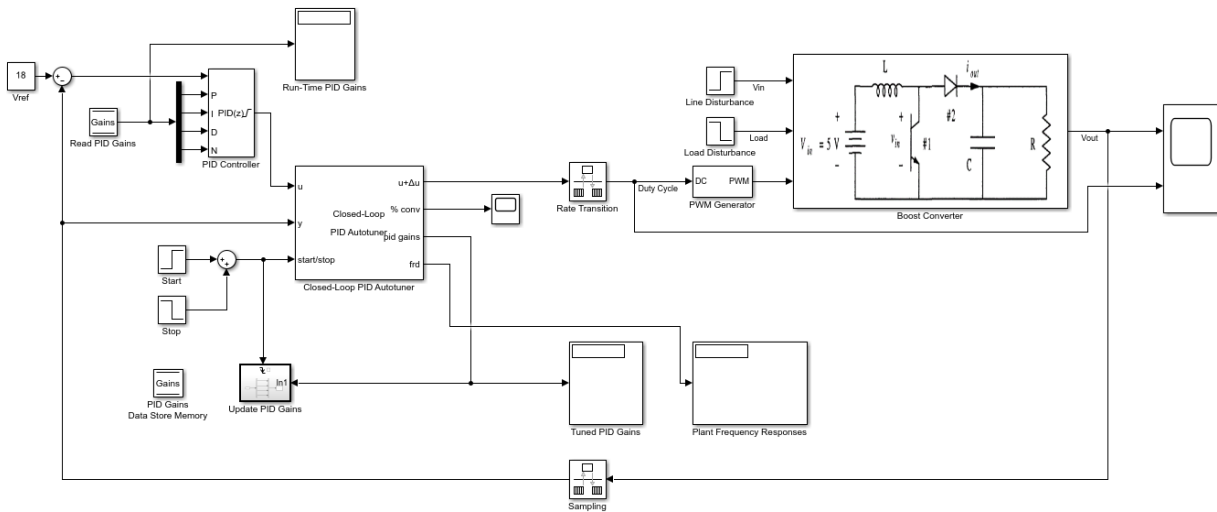 18
Vref
+
−
Gains
Read PID Gains
P
I
D
N
PID(z)
PID Controller
Run-Time PID Gains
u
y
start/stop
Closed-Loop
PID Autotuner
u+Δu
% conv
pid gains
frd
Closed-Loop PID Autotuner
Start
Stop
+
+
Gains
PID Gains
Data Store Memory
In1
Update PID Gains
Rate Transition
Duty Cycle
DC
PWM
PWM Generator
Line Disturbance
Vin
Load Disturbance
Load
L
i out
#2
+
V in = 5 V
−
+
v in
−
#1
C
R
Boost Converter
Vout
Tuned PID Gains
Plant Frequency Responses
Sampling